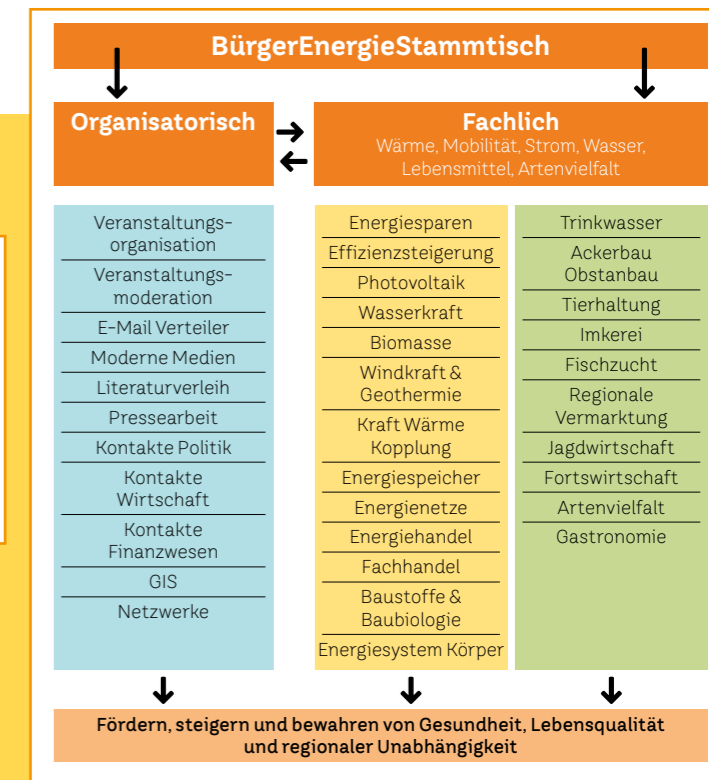 BürgerEnergieStammtisch
Organisatorisch
Fachlich
Wärme, Mobilität, Strom, Wasser,
Lebensmittel, Artenvielfalt
Veranstaltungs-
organisation
Veranstaltungs-
moderation
E-Mail Verteiler
Moderne Medien
Literaturverleih
Pressearbeit
Kontakte Politik
Kontakte
Wirtschaft
Kontakte
Finanzwesen
GIS
Netzwerke
Energiesparen
Effizienzsteigerung
Photovoltaik
Wasserkraft
Biomasse
Windkraft &
Geothermie
Kraft Wärme
Kopplung
Energiespeicher
Energienetze
Energiehandel
Fachhandel
Baustoffe &
Baubiologie
Energiesystem Körper
Trinkwasser
Ackerbau
Obstanbau
Tierhaltung
Imkerei
Fischzucht
Regionale
Vermarktung
Jagdwirtschaft
Fortswirtschaft
Artenvielfalt
Gastronomie
Fördern, steigern und bewahren von Gesundheit, Lebensqualität
und regionaler Unabhängigkeit